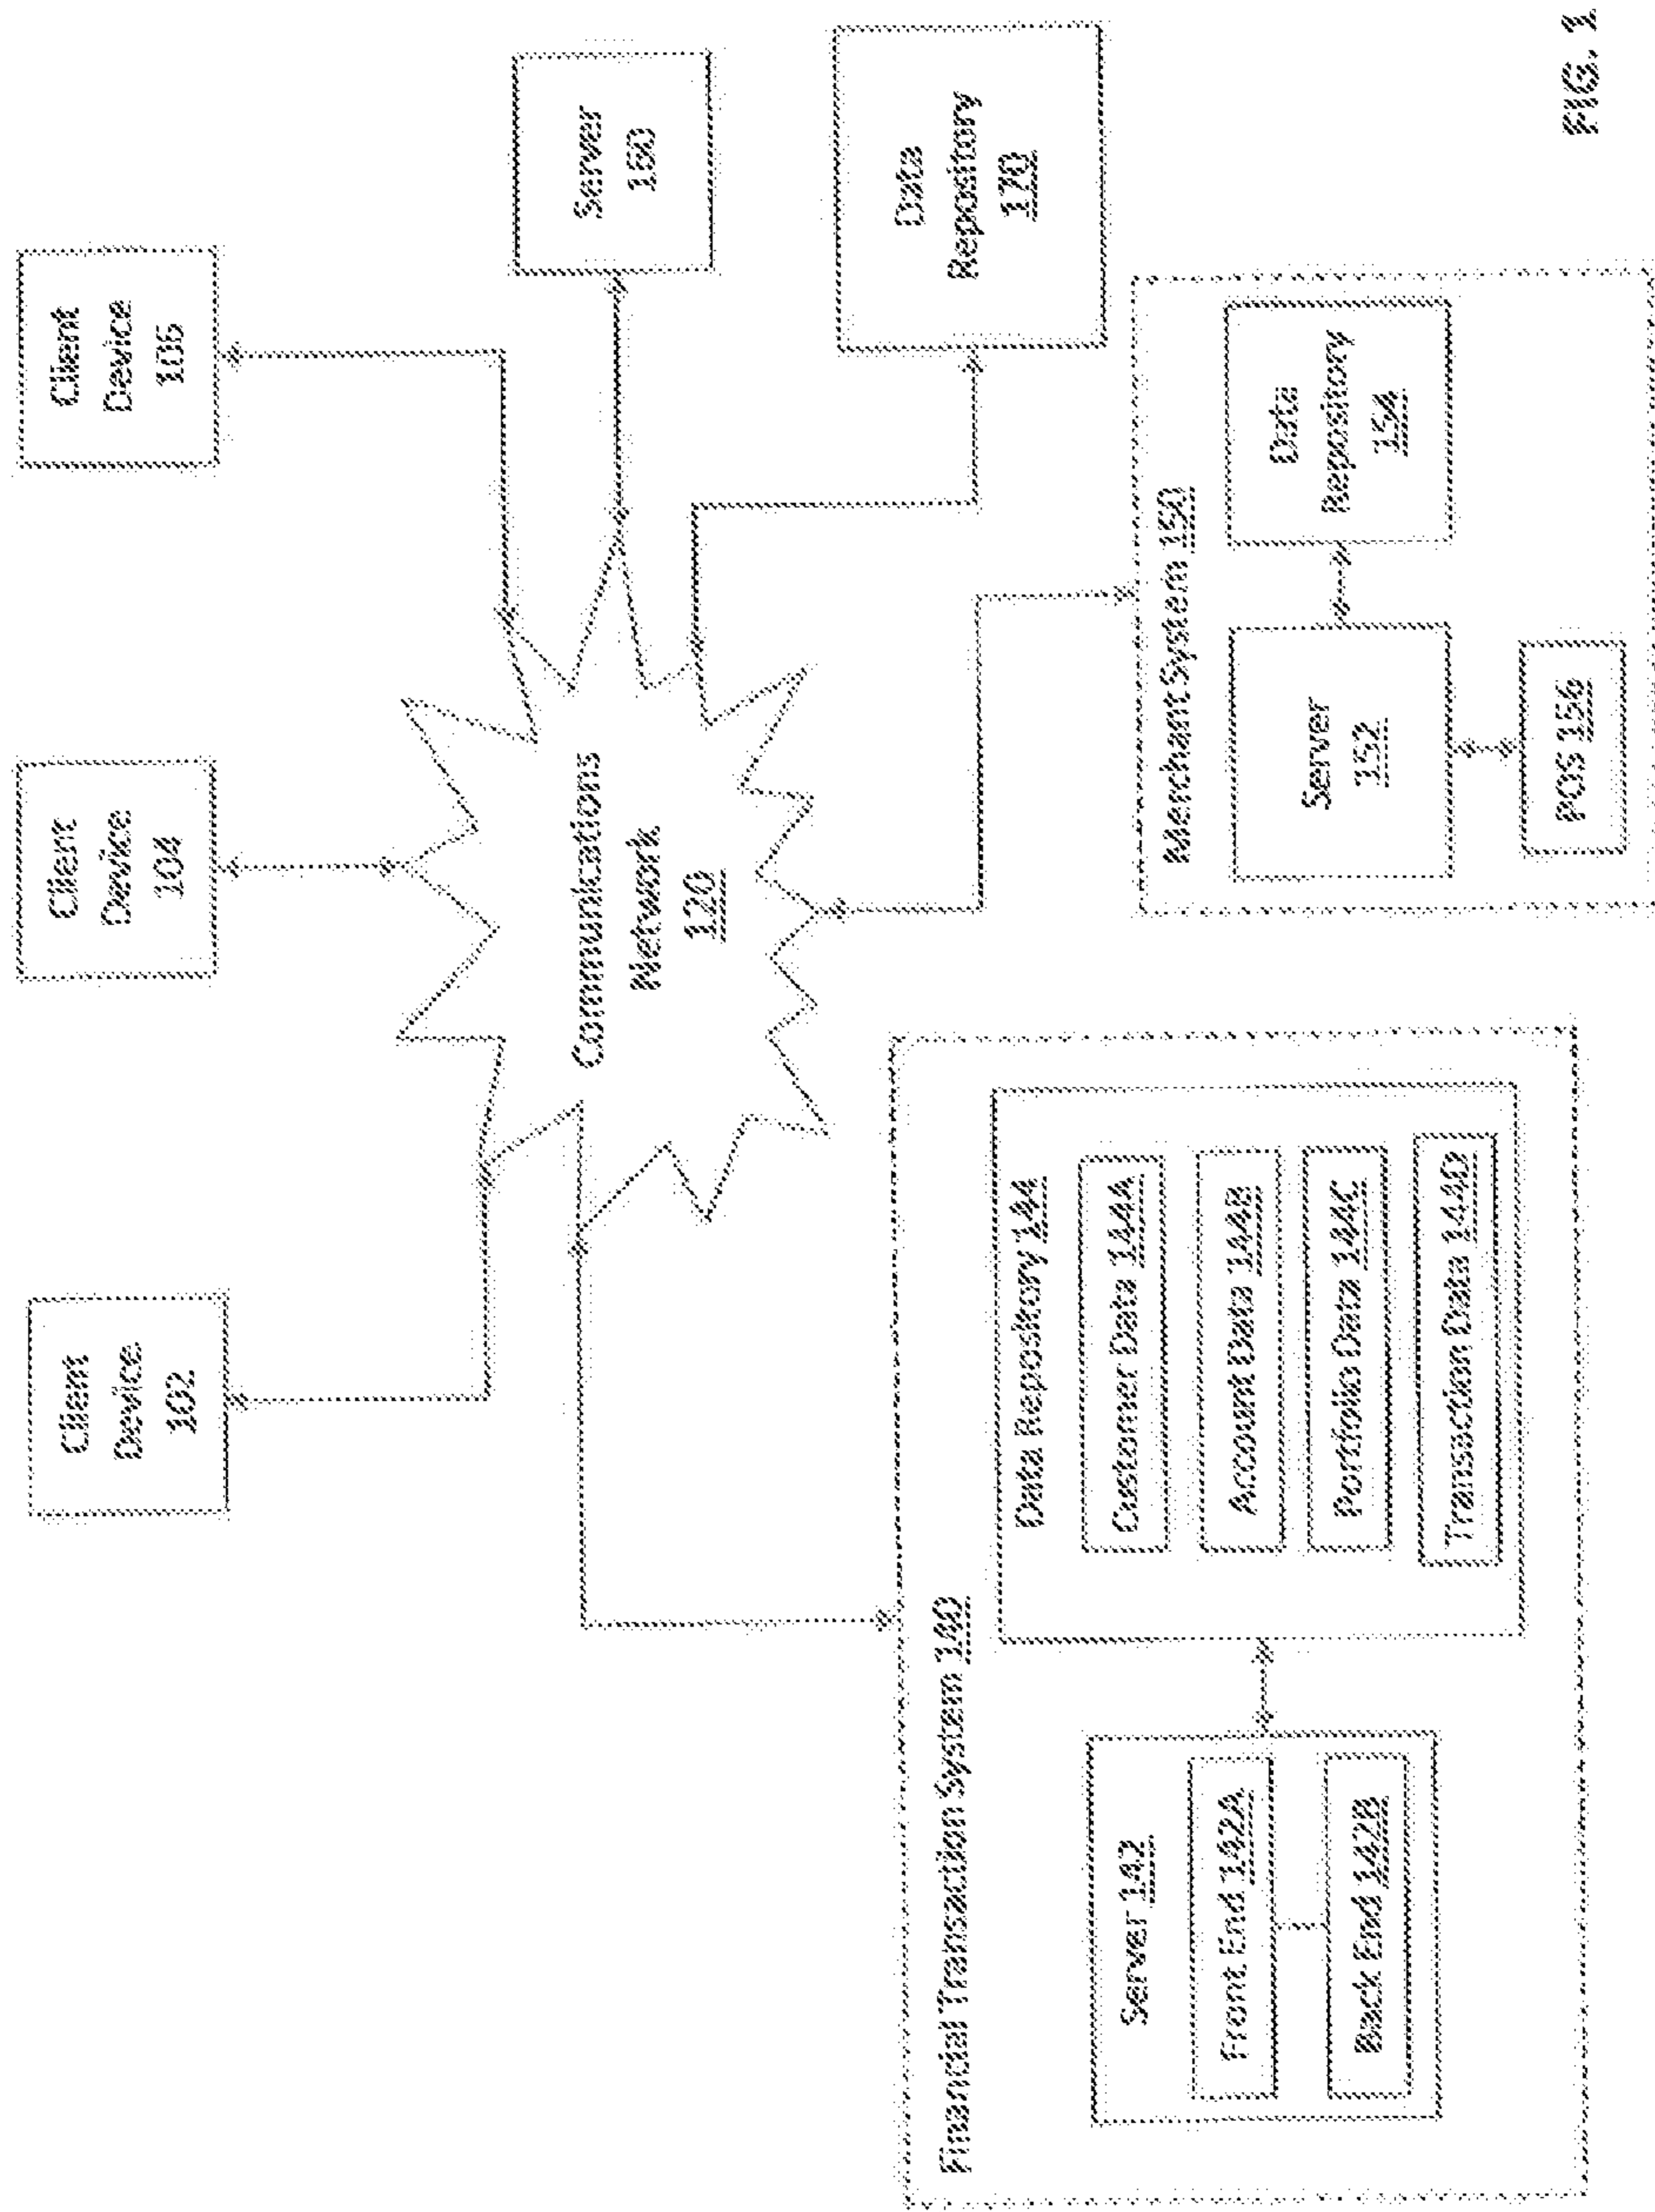 Client
Device
102
Client
Device
104
Client
Device
106
Communications
Network
120
Server
160
Data
Repository
170
Financial Transaction System 140
Server 142
Front End 142A
Back End 142B
Data Repository 144
Customer Data 144A
Account Data 144B
Portfolio Data 144C
Transaction Data 144D
Merchant System 150
Server
152
Data
Repository
154
POS 156
FIG. 1